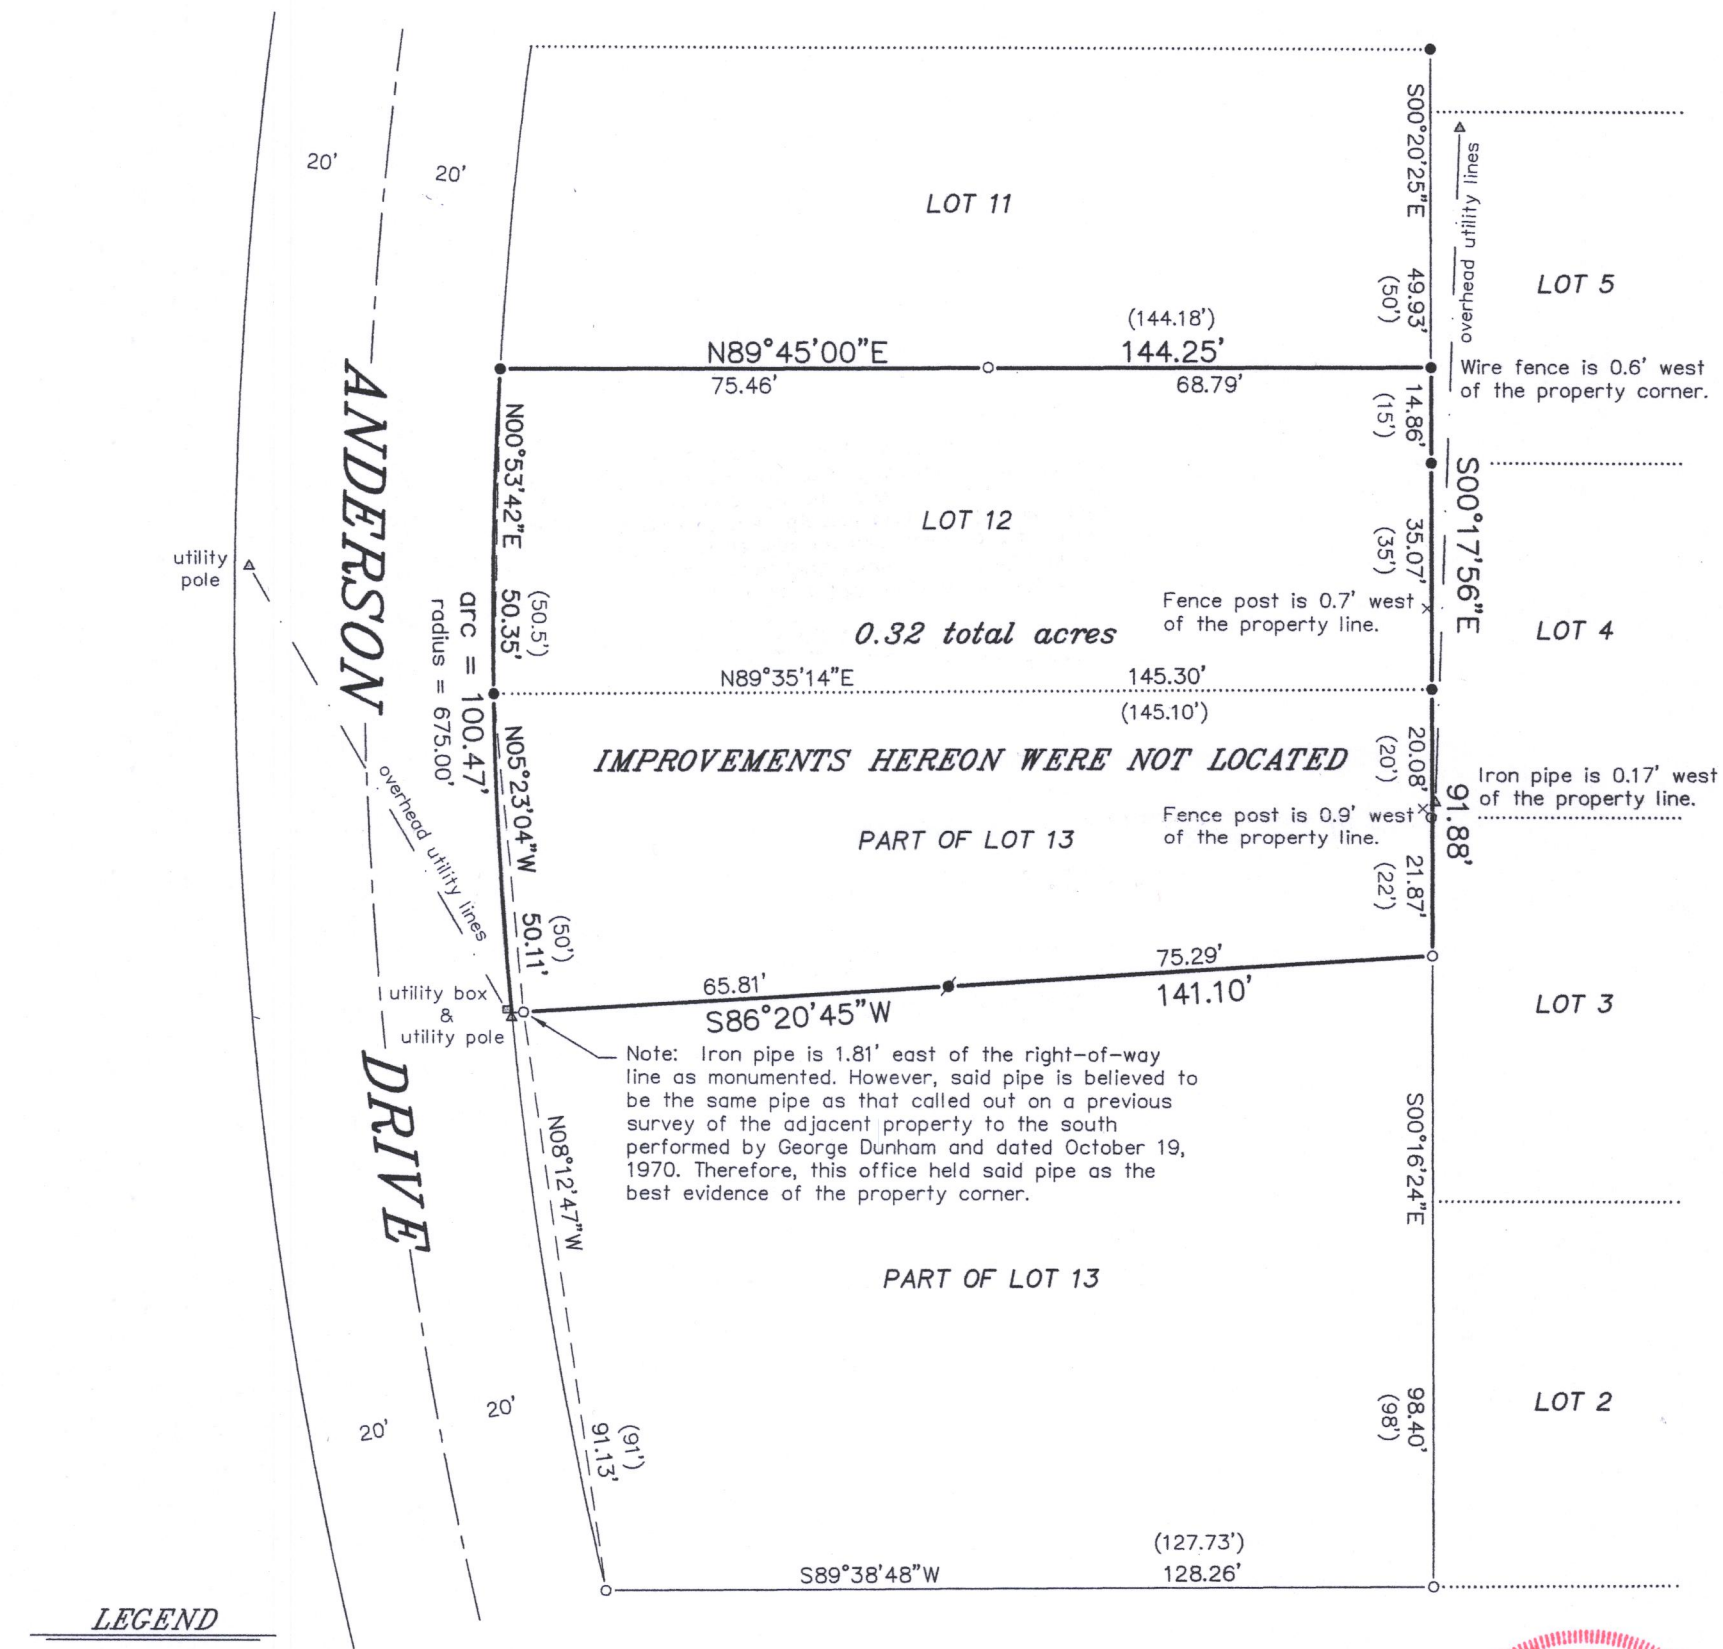 20'
20'
S00°20'25"E
49.93'
(50')
overhead utility lines
LOT 11
LOT 5
(144.18')
N89°45'00"E
144.25'
75.46'
68.79'
Wire fence is 0.6' west
of the property corner.
14.86'
(15')
ANDERSON
N00°53'42"E
50.35'
(50.5')
arc = 100.47'
radius = 675.00'
LOT 12
35.07'
(35')
S00°17'56"E
91.88'
utility
pole
Fence post is 0.7' west
of the property line.
0.32 total acres
LOT 4
N89°35'14"E
145.30'
(145.10')
IMPROVEMENTS HEREON WERE NOT LOCATED
20.08'
(20')
Iron pipe is 0.17' west
of the property line.
overhead utility lines
N05°23'04"W
50.11'
(50')
Fence post is 0.9' west
of the property line.
PART OF LOT 13
21.87'
(22')
75.29'
65.81'
141.10'
S86°20'45"W
utility box
&
utility pole
LOT 3
Note: Iron pipe is 1.81' east of the right-of-way
line as monumented. However, said pipe is believed to
be the same pipe as that called out on a previous
survey of the adjacent property to the south
performed by George Dunham and dated October 19,
1970. Therefore, this office held said pipe as the
best evidence of the property corner.
DRIVE
N08°12'47"W
91.13'
(91')
S00°16'24"E
98.40'
(98')
PART OF LOT 13
20'
20'
LOT 2
(127.73')
S89°38'48"W
128.26'
LEGEND